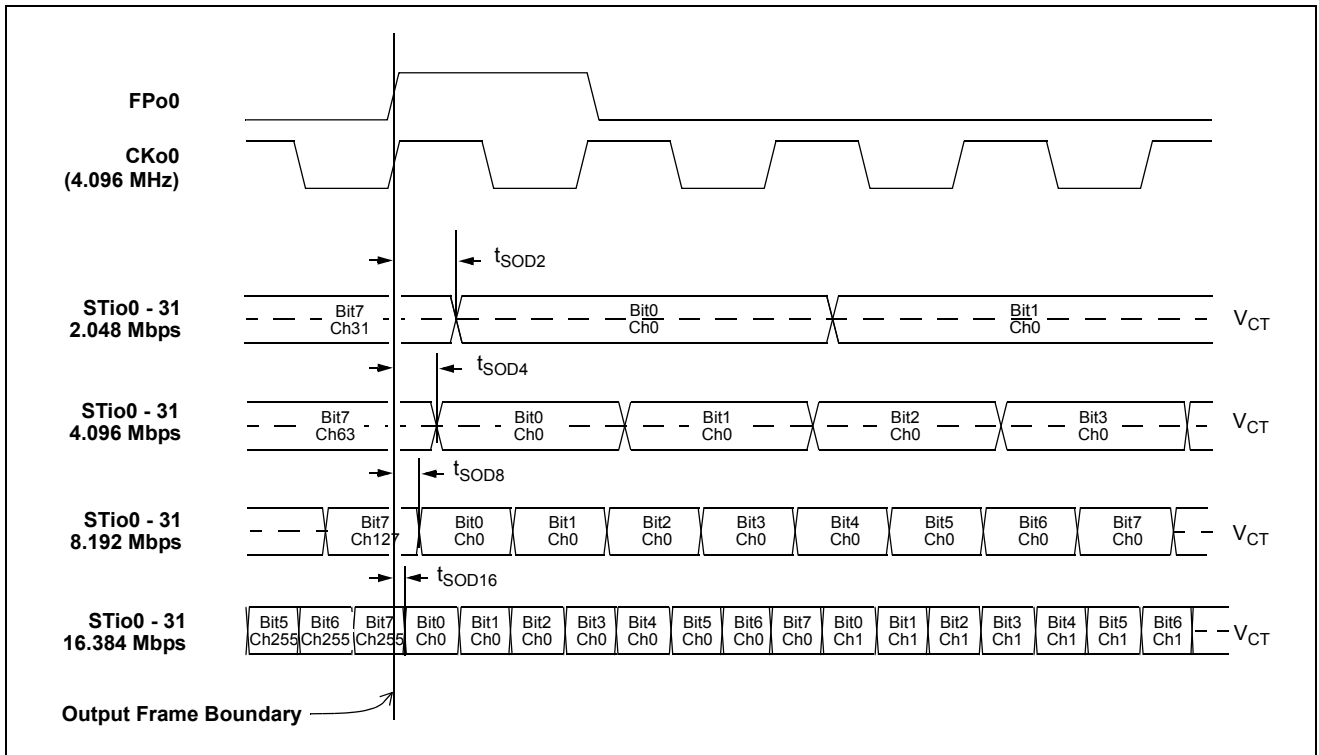 FPo0
CKo0
(4.096 MHz)
tSOD2
STio0 - 31
2.048 Mbps
Bit7
Ch31
Bit0
Ch0
Bit1
Ch0
VCT
tSOD4
STio0 - 31
4.096 Mbps
Bit7
Ch63
Bit0
Ch0
Bit1
Ch0
Bit2
Ch0
Bit3
Ch0
VCT
tSOD8
STio0 - 31
8.192 Mbps
Bit7
Ch127
Bit0
Ch0
Bit1
Ch0
Bit2
Ch0
Bit3
Ch0
Bit4
Ch0
Bit5
Ch0
Bit6
Ch0
Bit7
Ch0
VCT
tSOD16
STio0 - 31
16.384 Mbps
Bit5
Ch255
Bit6
Ch255
Bit7
Ch255
Bit0
Ch0
Bit1
Ch0
Bit2
Ch0
Bit3
Ch0
Bit4
Ch0
Bit5
Ch0
Bit6
Ch0
Bit7
Ch0
Bit0
Ch1
Bit1
Ch1
Bit2
Ch1
Bit3
Ch1
Bit4
Ch1
Bit5
Ch1
Bit6
Ch1
VCT
Output Frame Boundary